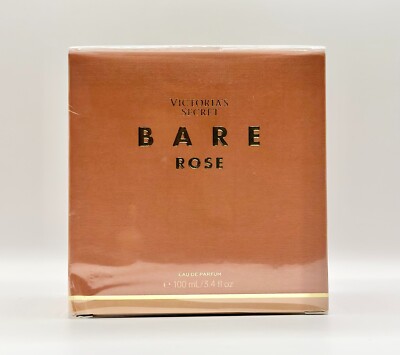 VICTORIA'S
SECRET
BARE
ROSE
EAU DE PARFUM
e • 100 mL/3.4 fl oz